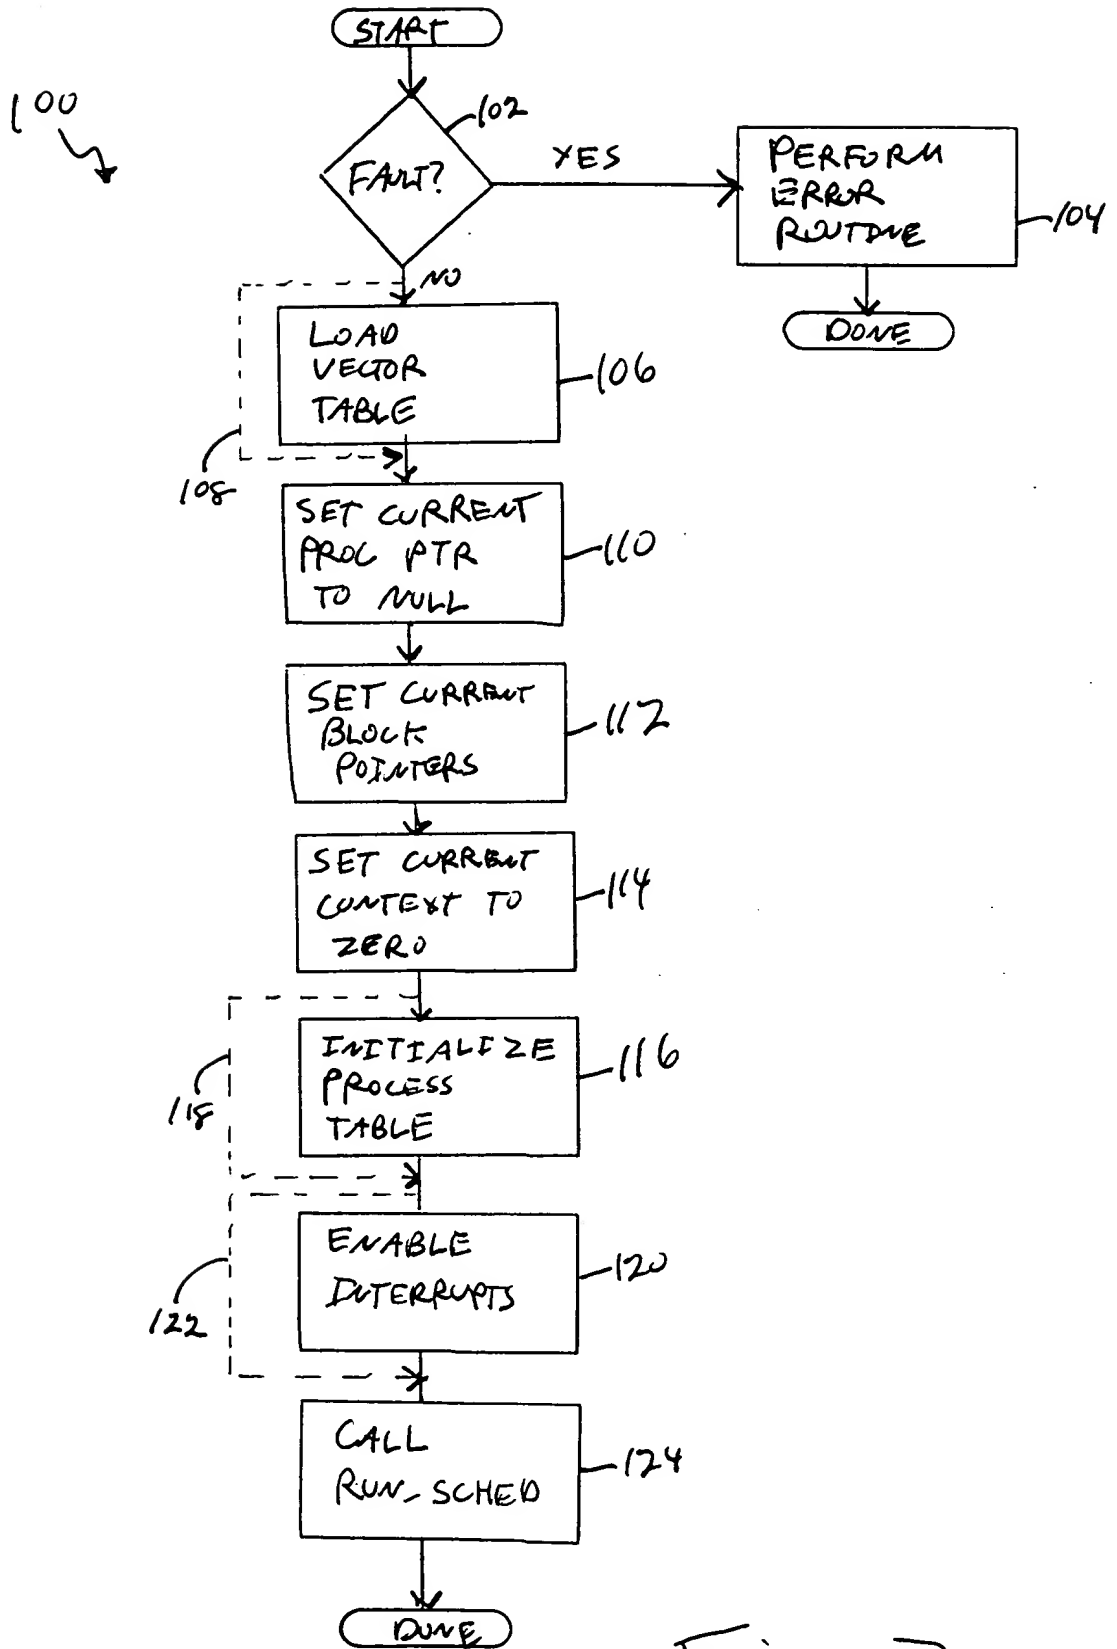 START
100
102
FAULT?
YES
PERFORM
ERROR
ROUTINE
104
DONE
NO
LOAD
VECTOR
TABLE
106
108
SET CURRENT
PROC PTR
TO NULL
110
SET CURRENT
BLOCK
POINTERS
112
SET CURRENT
CONTEXT TO
ZERO
114
INITIALIZE
PROCESS
TABLE
116
118
ENABLE
INTERRUPTS
120
122
CALL
RUN_SCHED
124
DONE